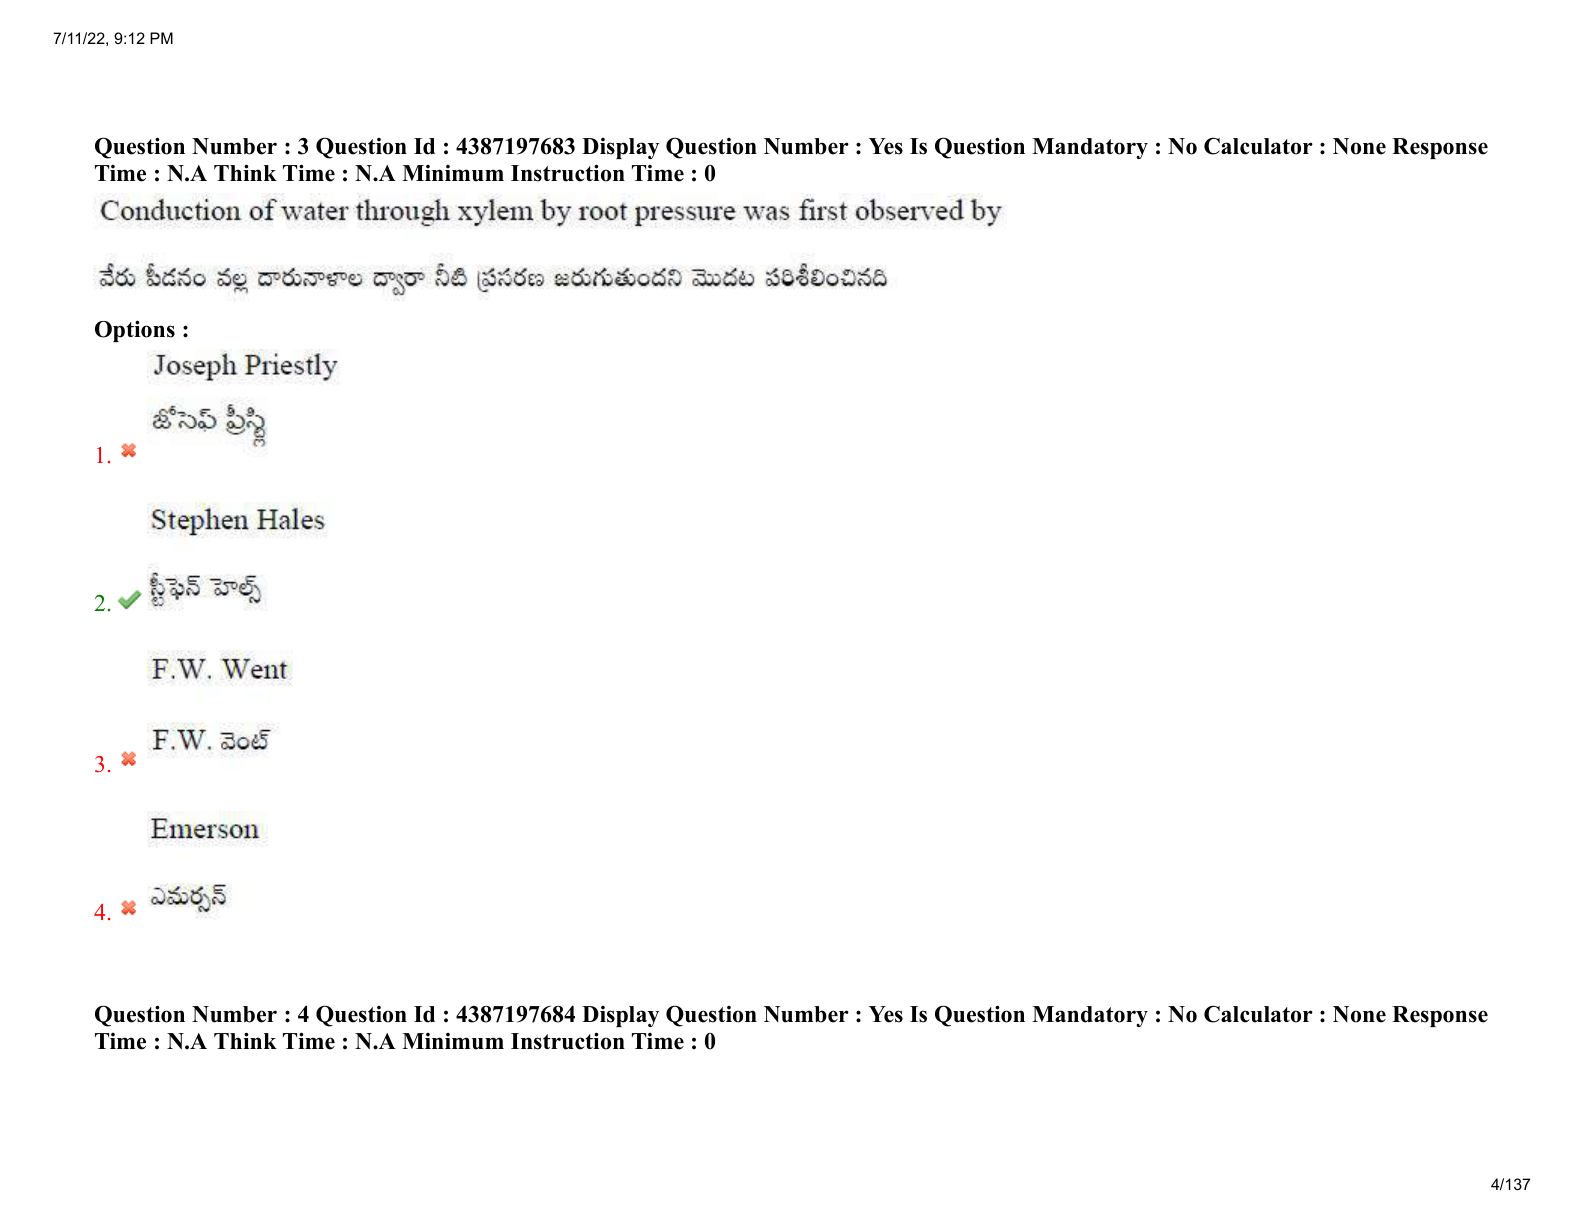 7/11/22, 9:12 PM
Question Number : 3 Question Id : 4387197683 Display Question Number : Yes Is Question Mandatory : No Calculator : None Response
Time : N.A Think Time : N.A Minimum Instruction Time : 0
Conduction of water through xylem by root pressure was first observed by
వేరు పీడనం వల్ల దారునాళాల ద్వారా నీటి ప్రసరణ జరుగుతుందని మొదట పరిశీలించినది
Options :
Joseph Priestly
జోసెఫ్ ప్రీస్ట్లి
1.
Stephen Hales
స్టీఫెన్ హెల్స్
2.
F.W. Went
F.W. వెంట్
3.
Emerson
ఎమర్సన్
4.
Question Number : 4 Question Id : 4387197684 Display Question Number : Yes Is Question Mandatory : No Calculator : None Response
Time : N.A Think Time : N.A Minimum Instruction Time : 0
4/137